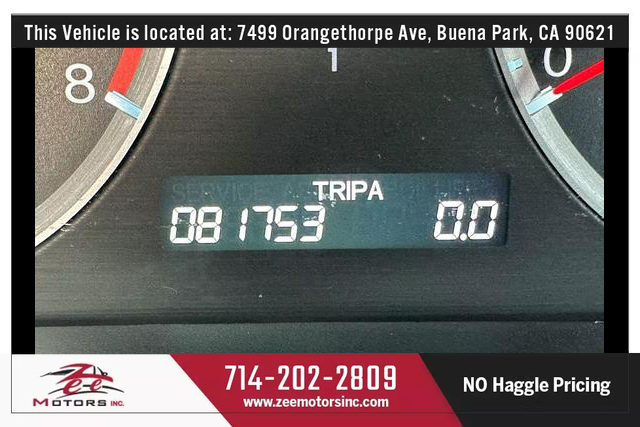 This Vehicle is located at: 7499 Orangethorpe Ave, Buena Park, CA 90621
8
1
0
TRIPA
081753 0.0
Zee
MOTORS INC.
714-202-2809
www.zeemotorsinc.com
NO Haggle Pricing